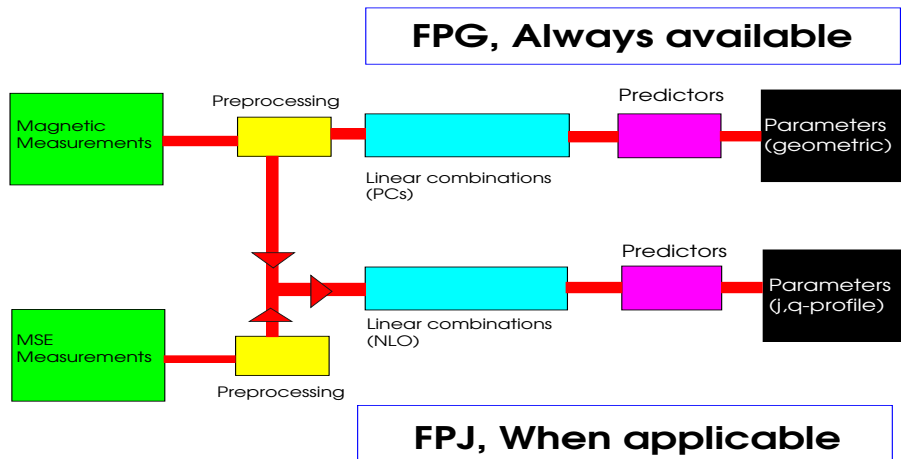 FPG, Always available
Preprocessing
Predictors
Magnetic
Measurements
Parameters
(geometric)
Linear combinations
(PCs)
Predictors
Parameters
(j,q-profile)
MSE
Measurements
Linear combinations
(NLO)
Preprocessing
FPJ, When applicable